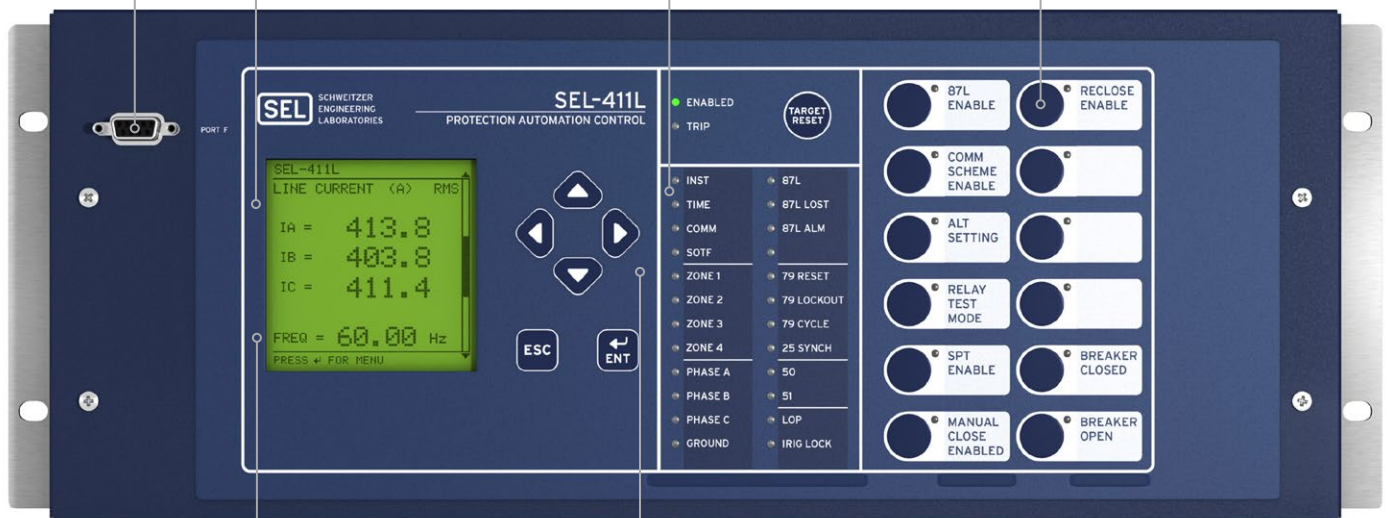 PORT F
SEL
SCHWEITZER
ENGINEERING
LABORATORIES
SEL-411L
PROTECTION AUTOMATION CONTROL
SEL-411L
LINE CURRENT (A) RMS
IA = 413.8
IB = 403.8
IC = 411.4
FREQ = 60.00 Hz
PRESS ↵ FOR MENU
ESC
ENT
ENABLED
TRIP
TARGET
RESET
INST
TIME
COMM
SOTF
ZONE 1
ZONE 2
ZONE 3
ZONE 4
PHASE A
PHASE B
PHASE C
GROUND
87L
87L LOST
87L ALM
79 RESET
79 LOCKOUT
79 CYCLE
25 SYNCH
50
51
LOP
IRIG LOCK
87L
ENABLE
COMM
SCHEME
ENABLE
ALT
SETTING
RELAY
TEST
MODE
SPT
ENABLE
MANUAL
CLOSE
ENABLED
RECLOSE
ENABLE
BREAKER
CLOSED
BREAKER
OPEN